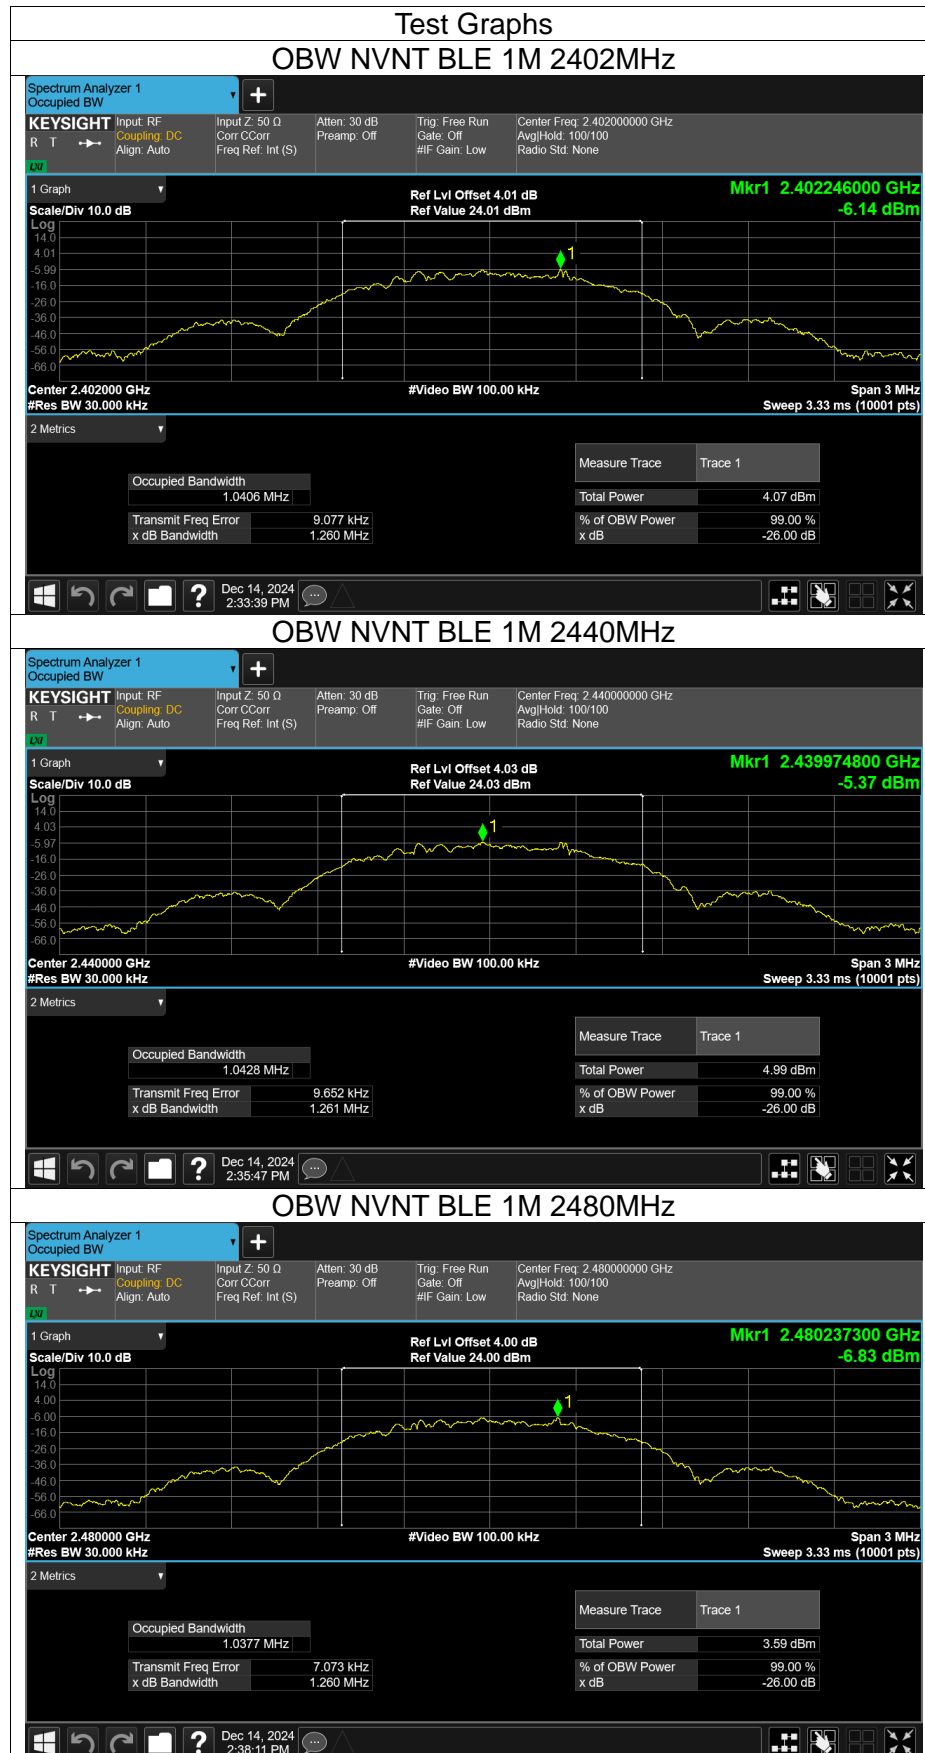 Test Graphs
OBW NVNT BLE 1M 2402MHz
Spectrum Analyzer 1
Occupied BW
+
KEYSIGHT Input: RF Input Z: 50 Ω Atten: 30 dB Trig: Free Run Center Freq: 2.402000000 GHz
R T Coupling: DC Corr CCorr Preamp: Off Gate: Off Avg|Hold: 100/100
Align: Auto Freq Ref: Int (S) #IF Gain: Low Radio Std: None
LXI
1 Graph Ref Lvl Offset 4.01 dB Mkr1 2.402246000 GHz
Scale/Div 10.0 dB Ref Value 24.01 dBm -6.14 dBm
Log
14.0
4.01
1
-5.99
-16.0
-26.0
-36.0
-46.0
-56.0
-66.0
Center 2.402000 GHz #Video BW 100.00 kHz Span 3 MHz
#Res BW 30.000 kHz Sweep 3.33 ms (10001 pts)
2 Metrics
Measure Trace Trace 1
Occupied Bandwidth
1.0406 MHz Total Power 4.07 dBm
Transmit Freq Error 9.077 kHz % of OBW Power 99.00 %
x dB Bandwidth 1.260 MHz x dB -26.00 dB
? Dec 14, 2024
2:33:39 PM
OBW NVNT BLE 1M 2440MHz
Spectrum Analyzer 1
Occupied BW
+
KEYSIGHT Input: RF Input Z: 50 Ω Atten: 30 dB Trig: Free Run Center Freq: 2.440000000 GHz
R T Coupling: DC Corr CCorr Preamp: Off Gate: Off Avg|Hold: 100/100
Align: Auto Freq Ref: Int (S) #IF Gain: Low Radio Std: None
LXI
1 Graph Ref Lvl Offset 4.03 dB Mkr1 2.439974800 GHz
Scale/Div 10.0 dB Ref Value 24.03 dBm -5.37 dBm
Log
14.0
4.03
1
-5.97
-16.0
-26.0
-36.0
-46.0
-56.0
-66.0
Center 2.440000 GHz #Video BW 100.00 kHz Span 3 MHz
#Res BW 30.000 kHz Sweep 3.33 ms (10001 pts)
2 Metrics
Measure Trace Trace 1
Occupied Bandwidth
1.0428 MHz Total Power 4.99 dBm
Transmit Freq Error 9.652 kHz % of OBW Power 99.00 %
x dB Bandwidth 1.261 MHz x dB -26.00 dB
? Dec 14, 2024
2:35:47 PM
OBW NVNT BLE 1M 2480MHz
Spectrum Analyzer 1
Occupied BW
+
KEYSIGHT Input: RF Input Z: 50 Ω Atten: 30 dB Trig: Free Run Center Freq: 2.480000000 GHz
R T Coupling: DC Corr CCorr Preamp: Off Gate: Off Avg|Hold: 100/100
Align: Auto Freq Ref: Int (S) #IF Gain: Low Radio Std: None
LXI
1 Graph Ref Lvl Offset 4.00 dB Mkr1 2.480237300 GHz
Scale/Div 10.0 dB Ref Value 24.00 dBm -6.83 dBm
Log
14.0
4.00
1
-6.00
-16.0
-26.0
-36.0
-46.0
-56.0
-66.0
Center 2.480000 GHz #Video BW 100.00 kHz Span 3 MHz
#Res BW 30.000 kHz Sweep 3.33 ms (10001 pts)
2 Metrics
Measure Trace Trace 1
Occupied Bandwidth
1.0377 MHz Total Power 3.59 dBm
Transmit Freq Error 7.073 kHz % of OBW Power 99.00 %
x dB Bandwidth 1.260 MHz x dB -26.00 dB
? Dec 14, 2024
2:38:11 PM